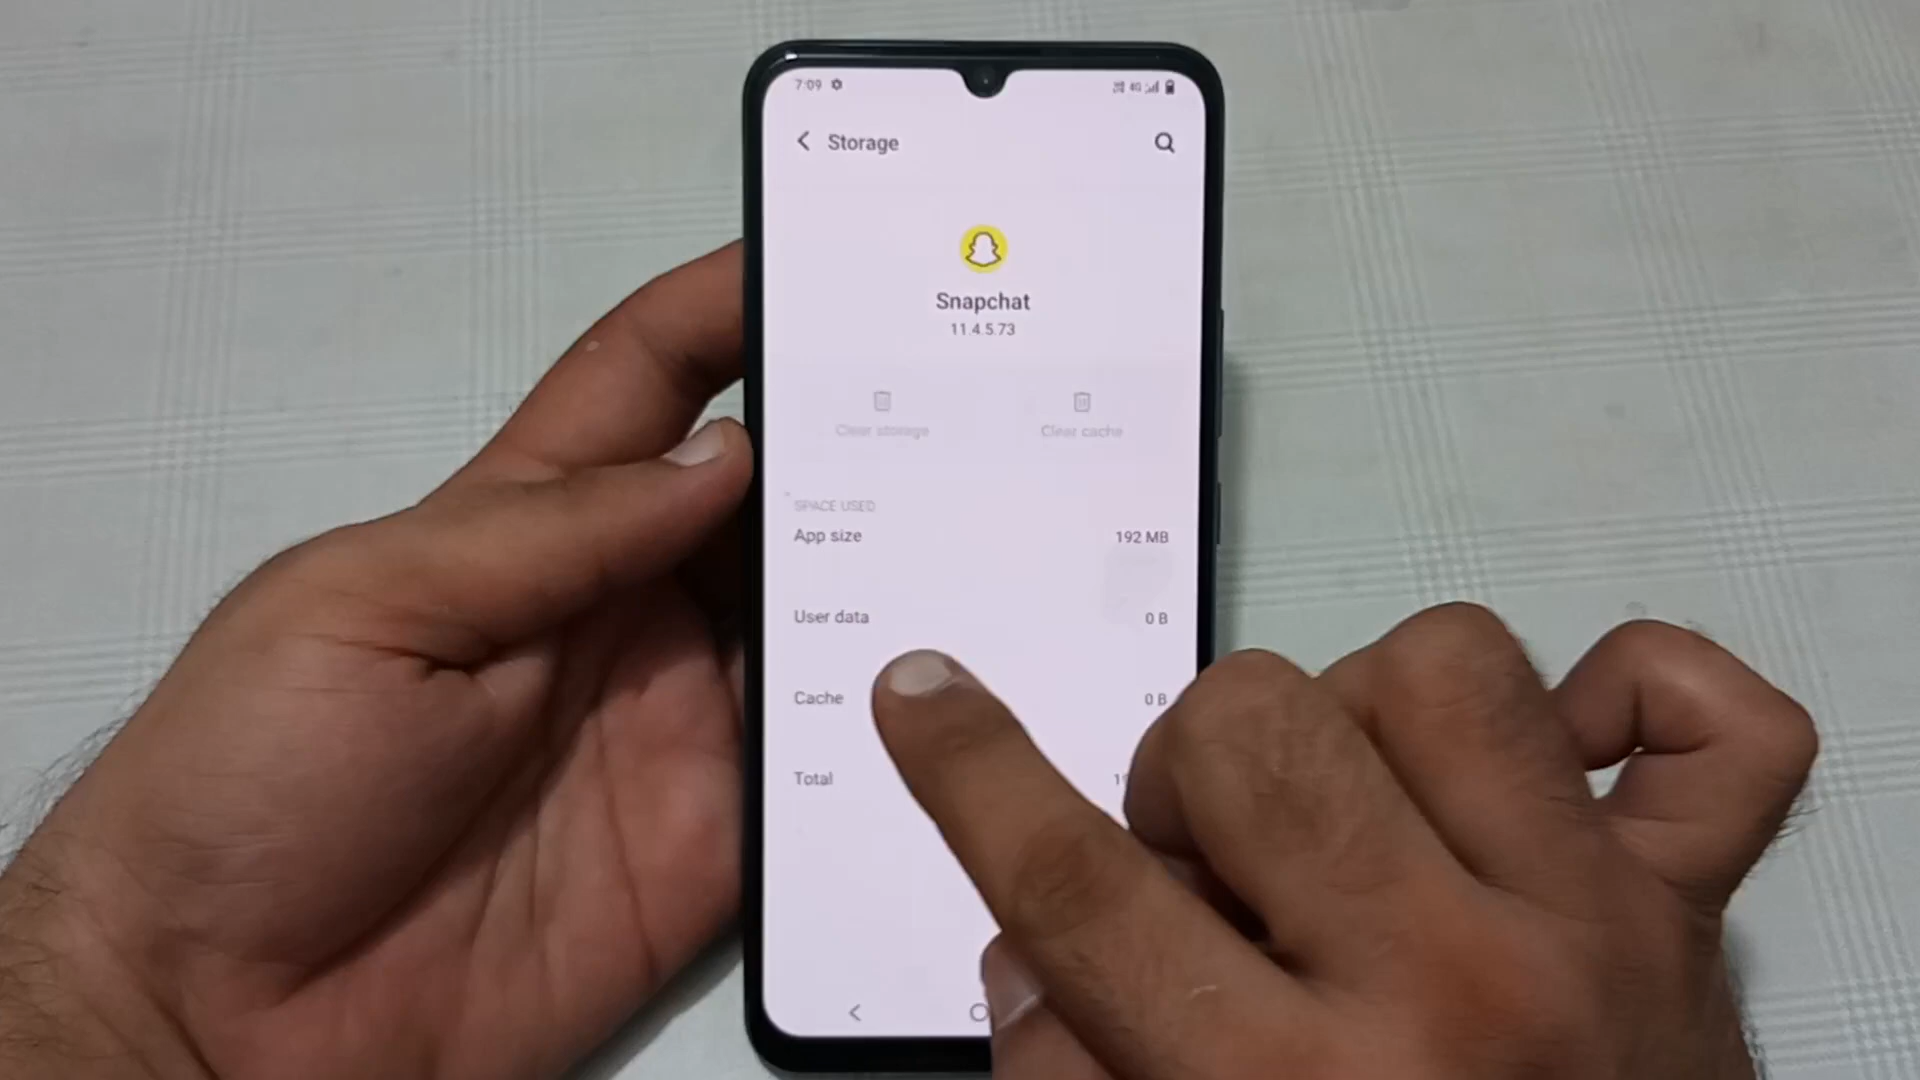 7:09
4G
Storage
Snapchat
11.4.5.73
Clear storage
Clear cache
SPACE USED
App size
192 MB
User data
0 B
Cache
0 B
Total